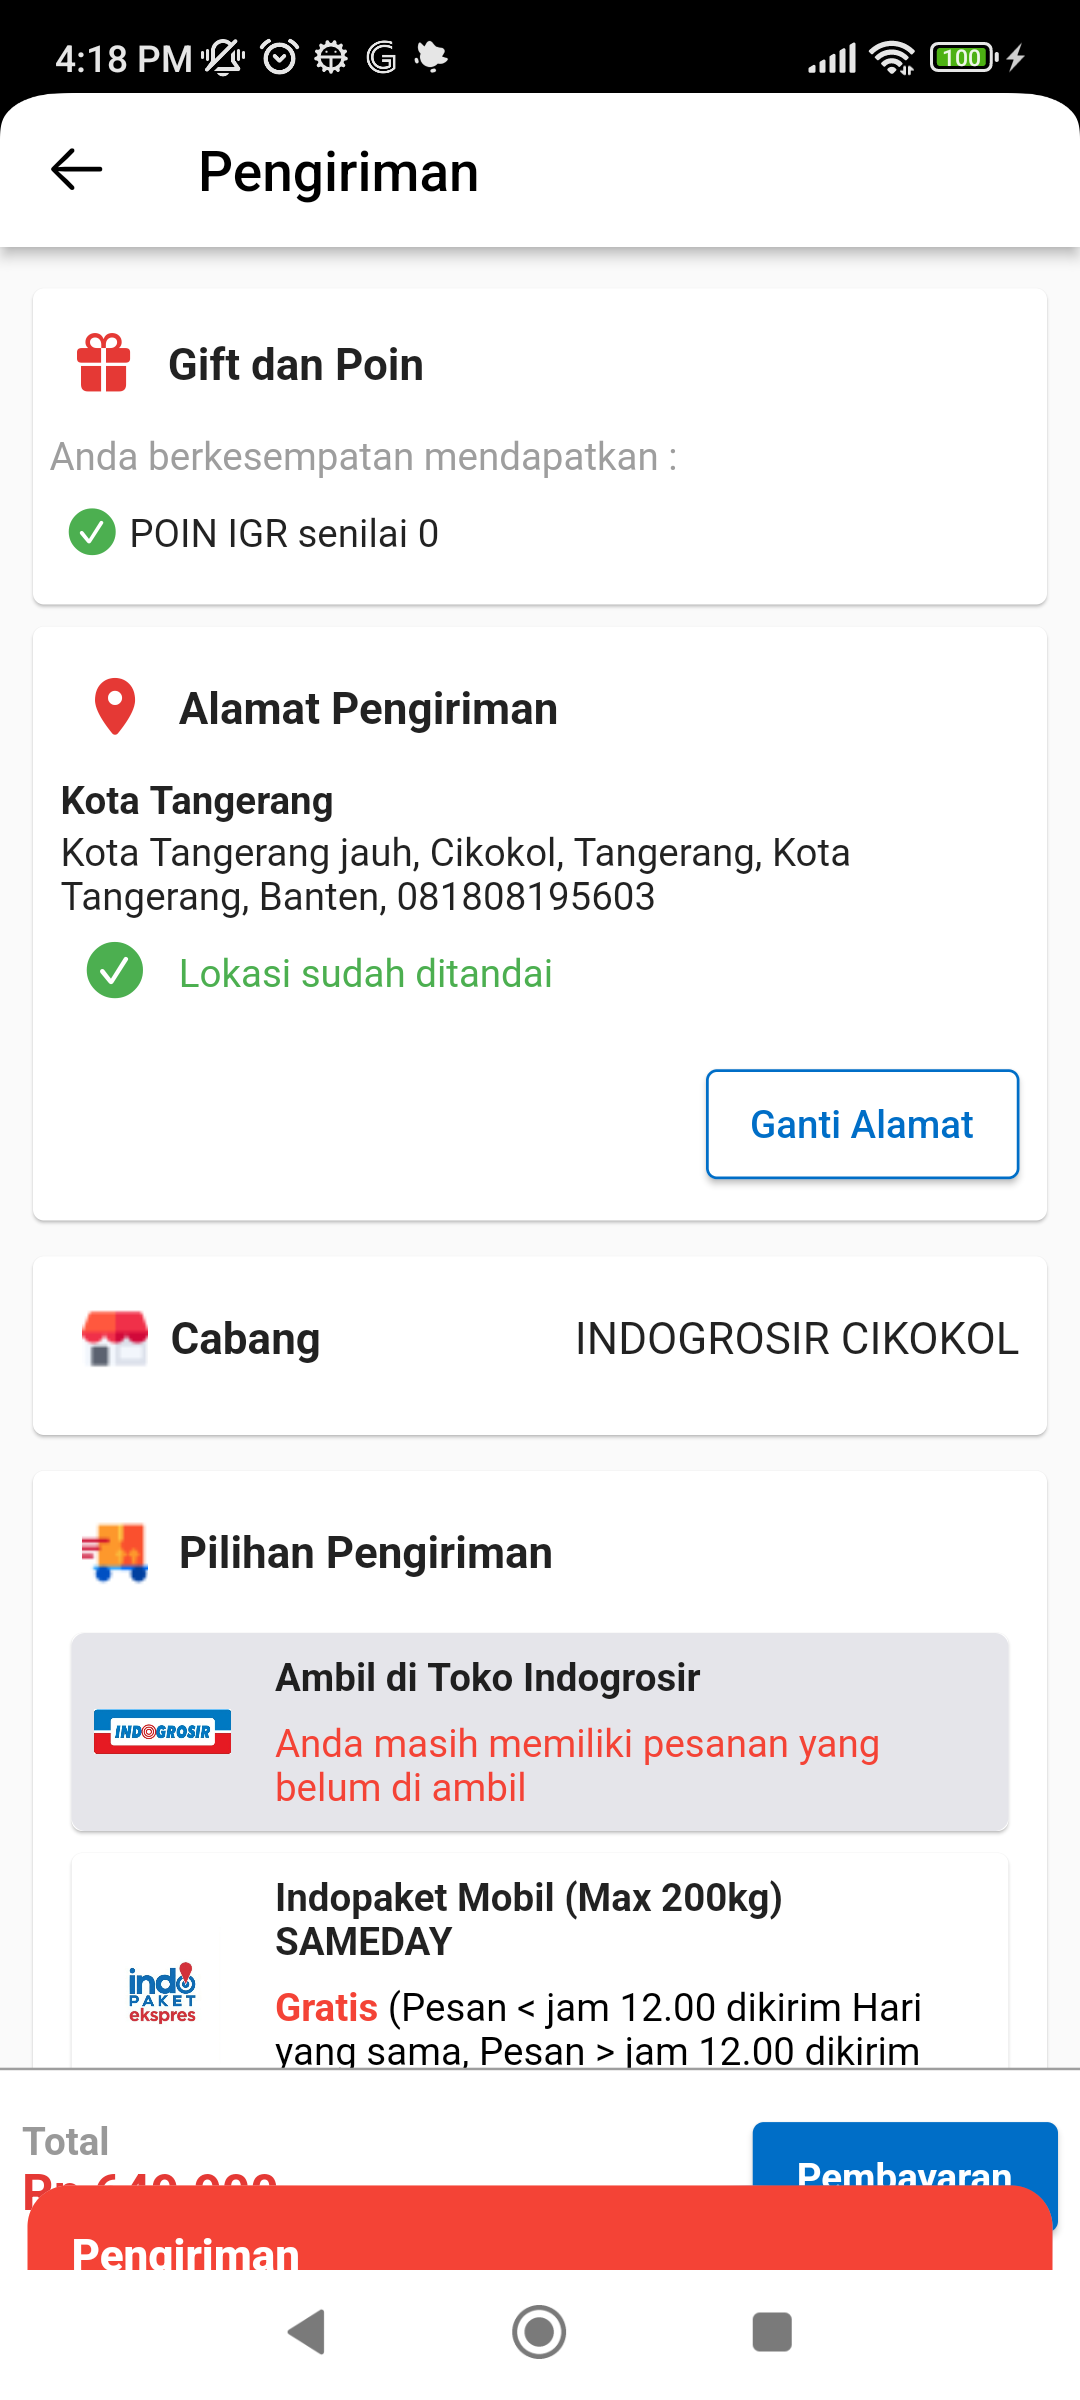 4:18 PM
100
Pengiriman
Gift dan Poin
Anda berkesempatan mendapatkan :
POIN IGR senilai 0
Alamat Pengiriman
Kota Tangerang
Kota Tangerang jauh, Cikokol, Tangerang, Kota
Tangerang, Banten, 081808195603
Lokasi sudah ditandai
Ganti Alamat
Cabang
INDOGROSIR CIKOKOL
Pilihan Pengiriman
Ambil di Toko Indogrosir
INDOGROSIR
Anda masih memiliki pesanan yang
belum di ambil
Indopaket Mobil (Max 200kg)
SAMEDAY
indo
PAKET
ekspres
Gratis (Pesan < jam 12.00 dikirim Hari
yang sama, Pesan > jam 12.00 dikirim
Total
Pembayaran
Pengiriman